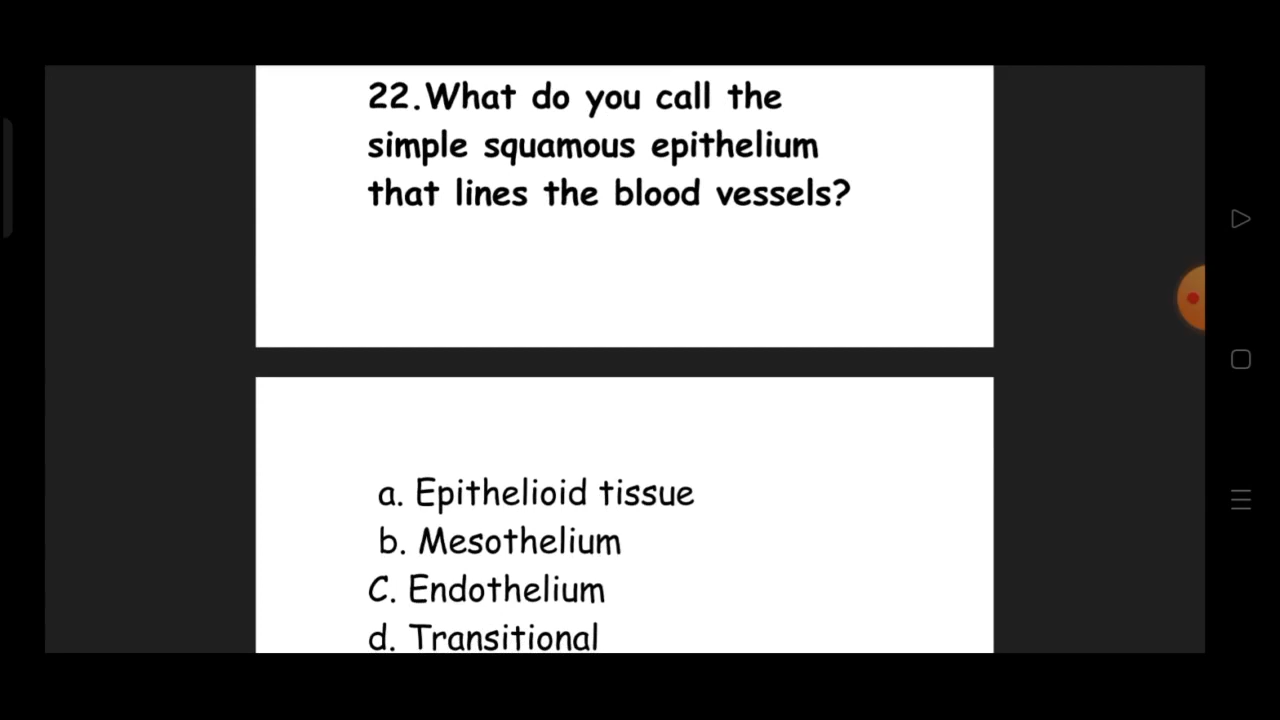 22.What do you call the
simple squamous epithelium
that lines the blood vessels?
a. Epithelioid tissue
b. Mesothelium
C. Endothelium
d. Transitional